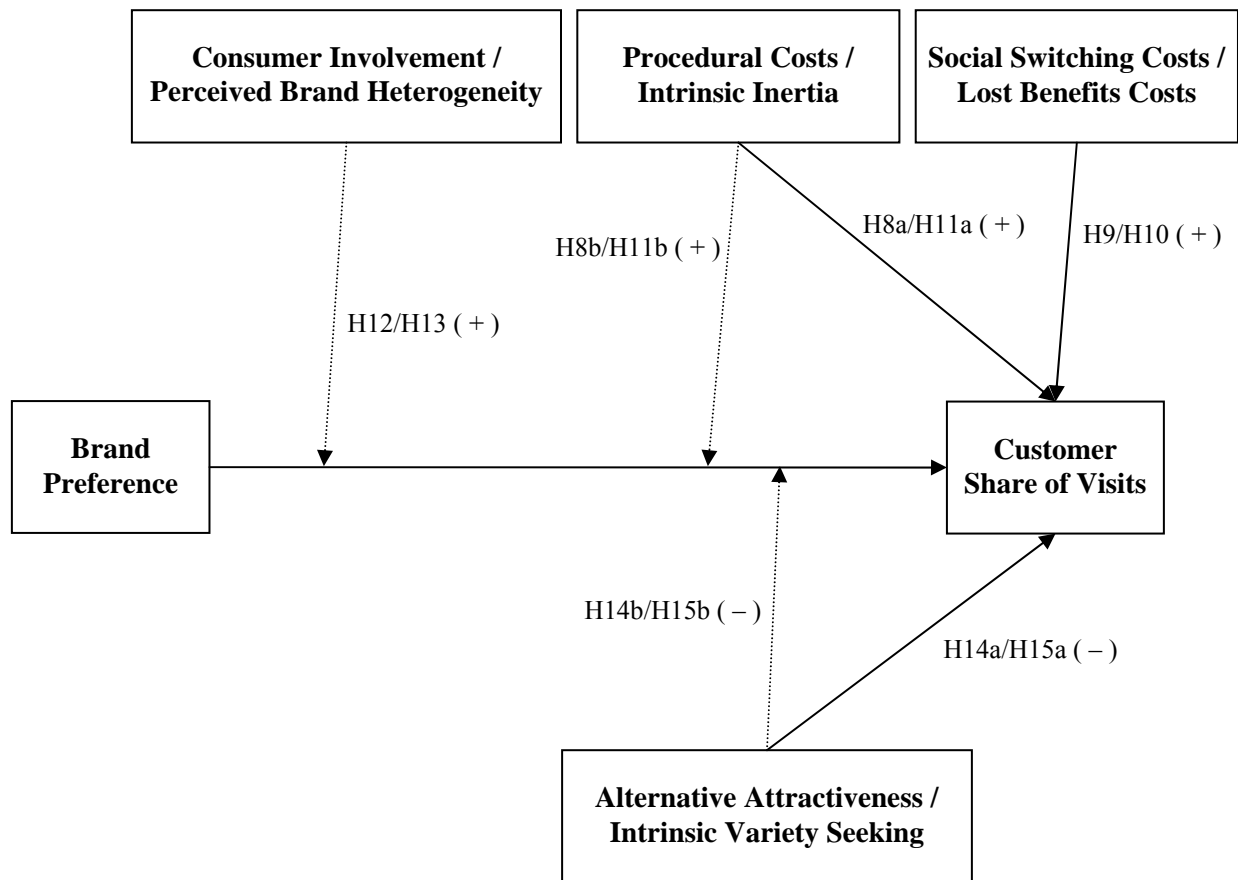 Consumer Involvement /
Perceived Brand Heterogeneity
Procedural Costs /
Intrinsic Inertia
Social Switching Costs /
Lost Benefits Costs
H8a/H11a ( + )
H9/H10 ( + )
H8b/H11b ( + )
H12/H13 ( + )
Brand
Preference
Customer
Share of Visits
H14b/H15b ( – )
H14a/H15a ( – )
Alternative Attractiveness /
Intrinsic Variety Seeking